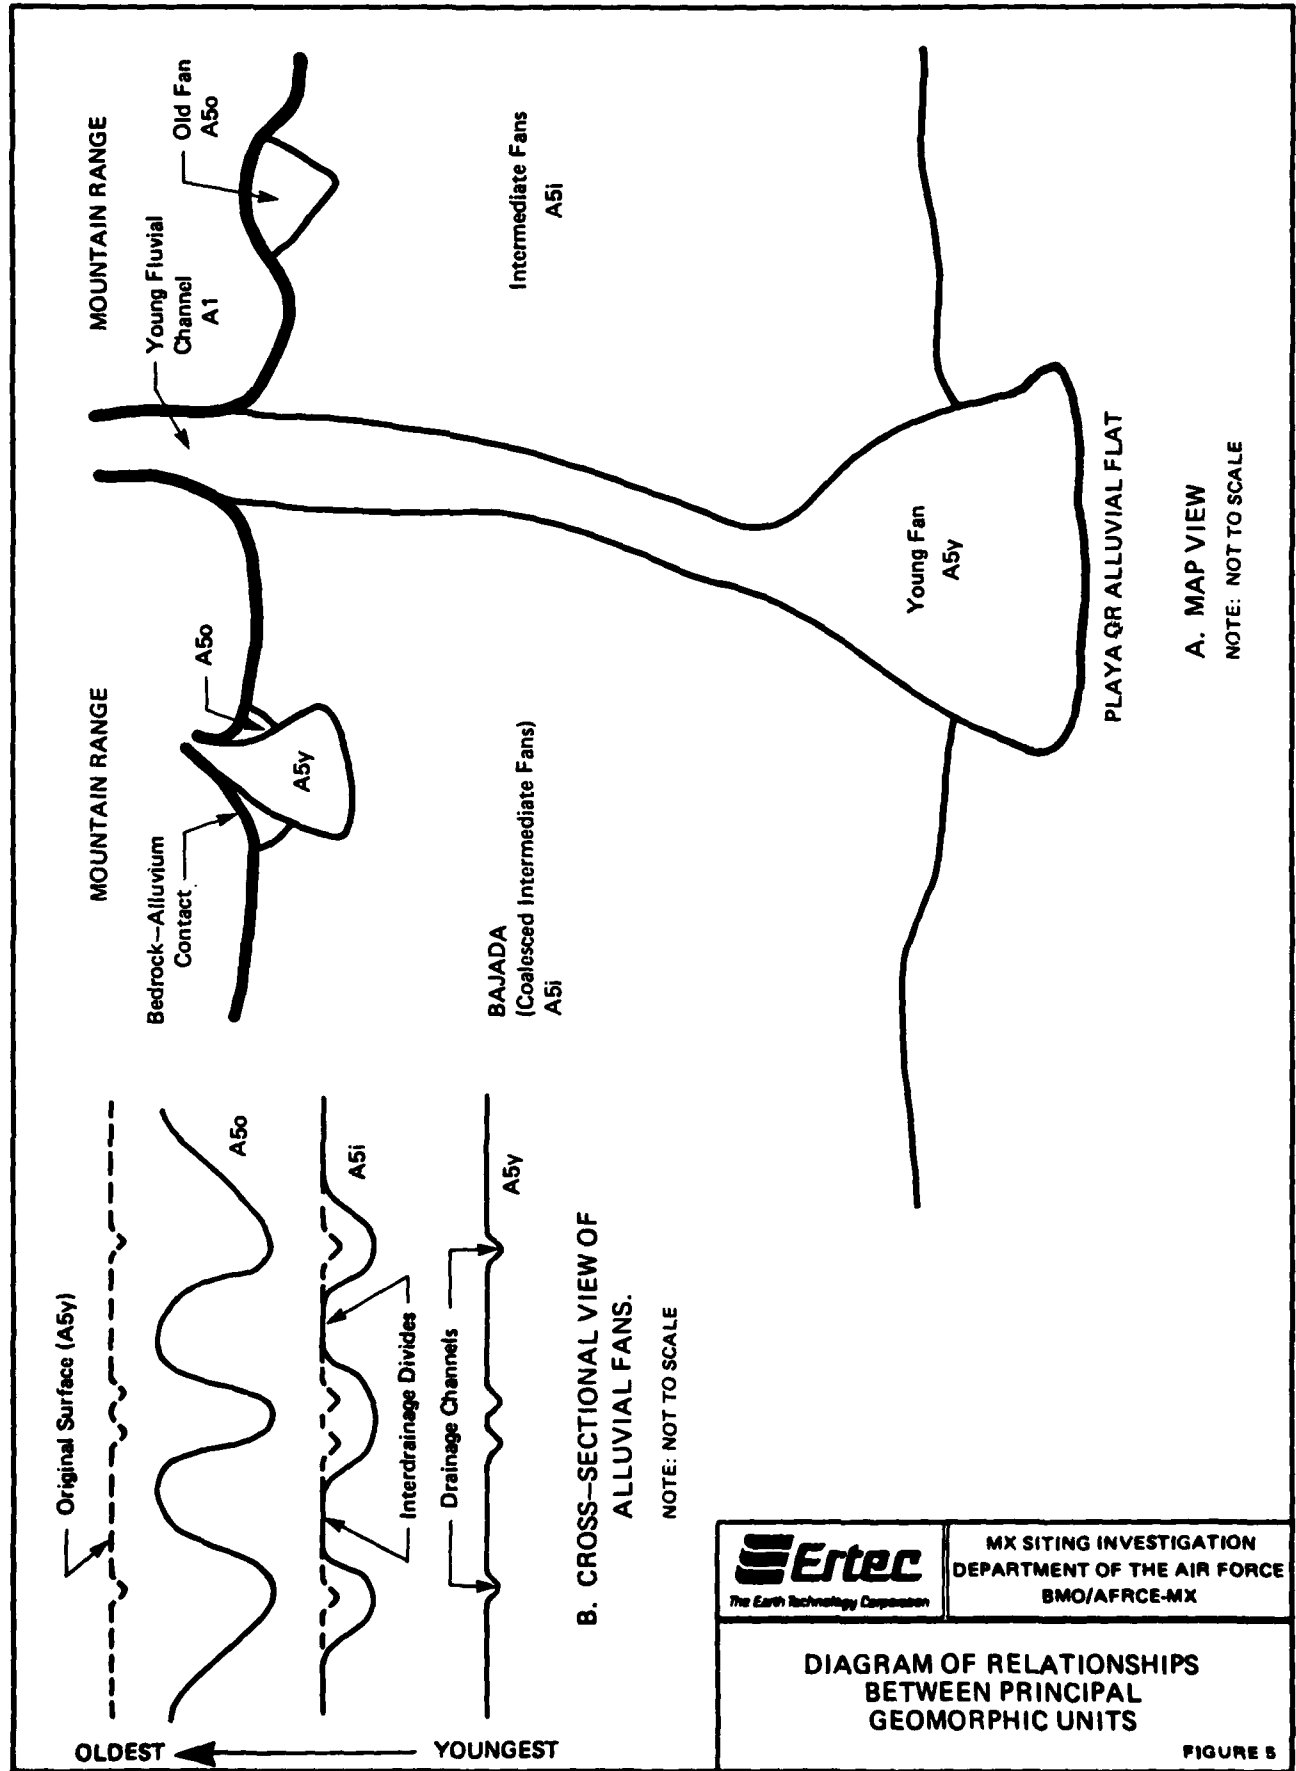 MOUNTAIN RANGE
Old Fan
A5o
Young Fluvial
Channel
A1
MOUNTAIN RANGE
A5o
A5y
Bedrock–Alluvium
Contact
Intermediate Fans
A5i
BAJADA
(Coalesced Intermediate Fans)
A5i
Young Fan
A5y
PLAYA OR ALLUVIAL FLAT
A. MAP VIEW
NOTE: NOT TO SCALE
Original Surface (A5y)
A5o
A5i
Interdrainage Divides
Drainage Channels
A5y
B. CROSS–SECTIONAL VIEW OF
ALLUVIAL FANS.
NOTE: NOT TO SCALE
OLDEST
YOUNGEST
Ertec
The Earth Technology Corporation
MX SITING INVESTIGATION
DEPARTMENT OF THE AIR FORCE
BMO/AFRCE-MX
DIAGRAM OF RELATIONSHIPS
BETWEEN PRINCIPAL
GEOMORPHIC UNITS
FIGURE 5